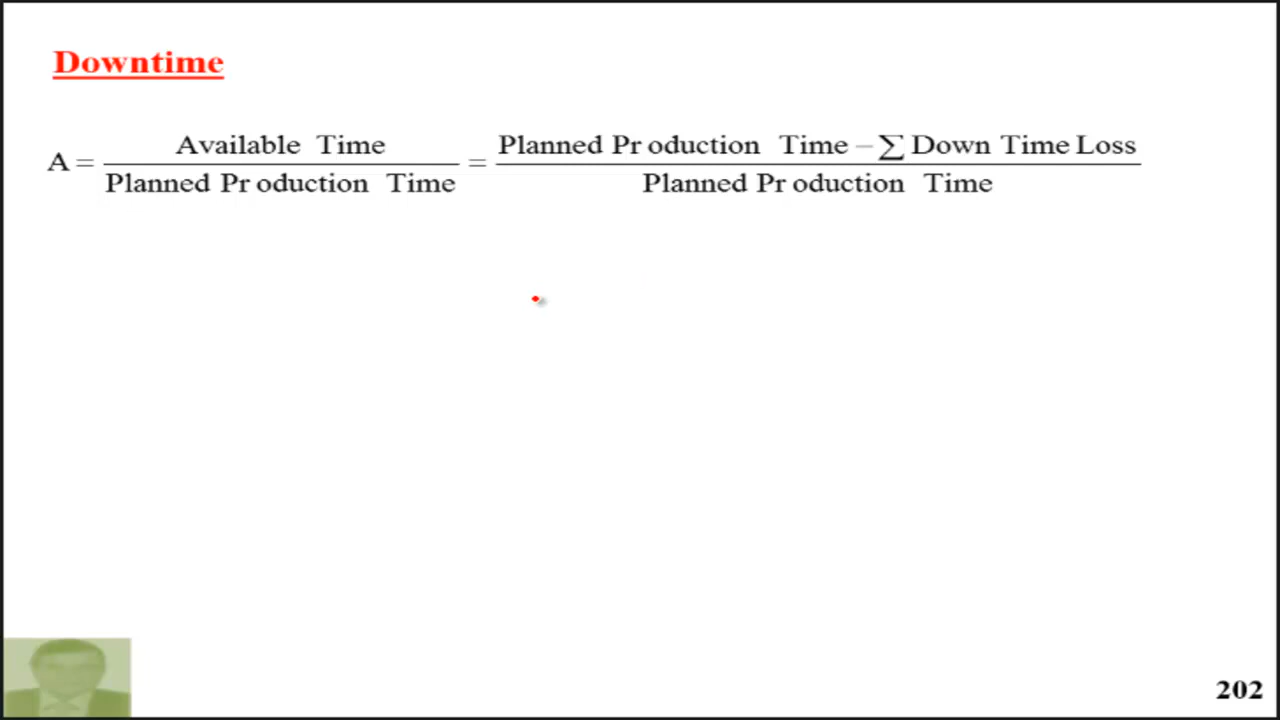 Downtime
A = Available Time / Planned Pr oduction Time = Planned Pr oduction Time − ∑ Down Time Loss / Planned Pr oduction Time
202